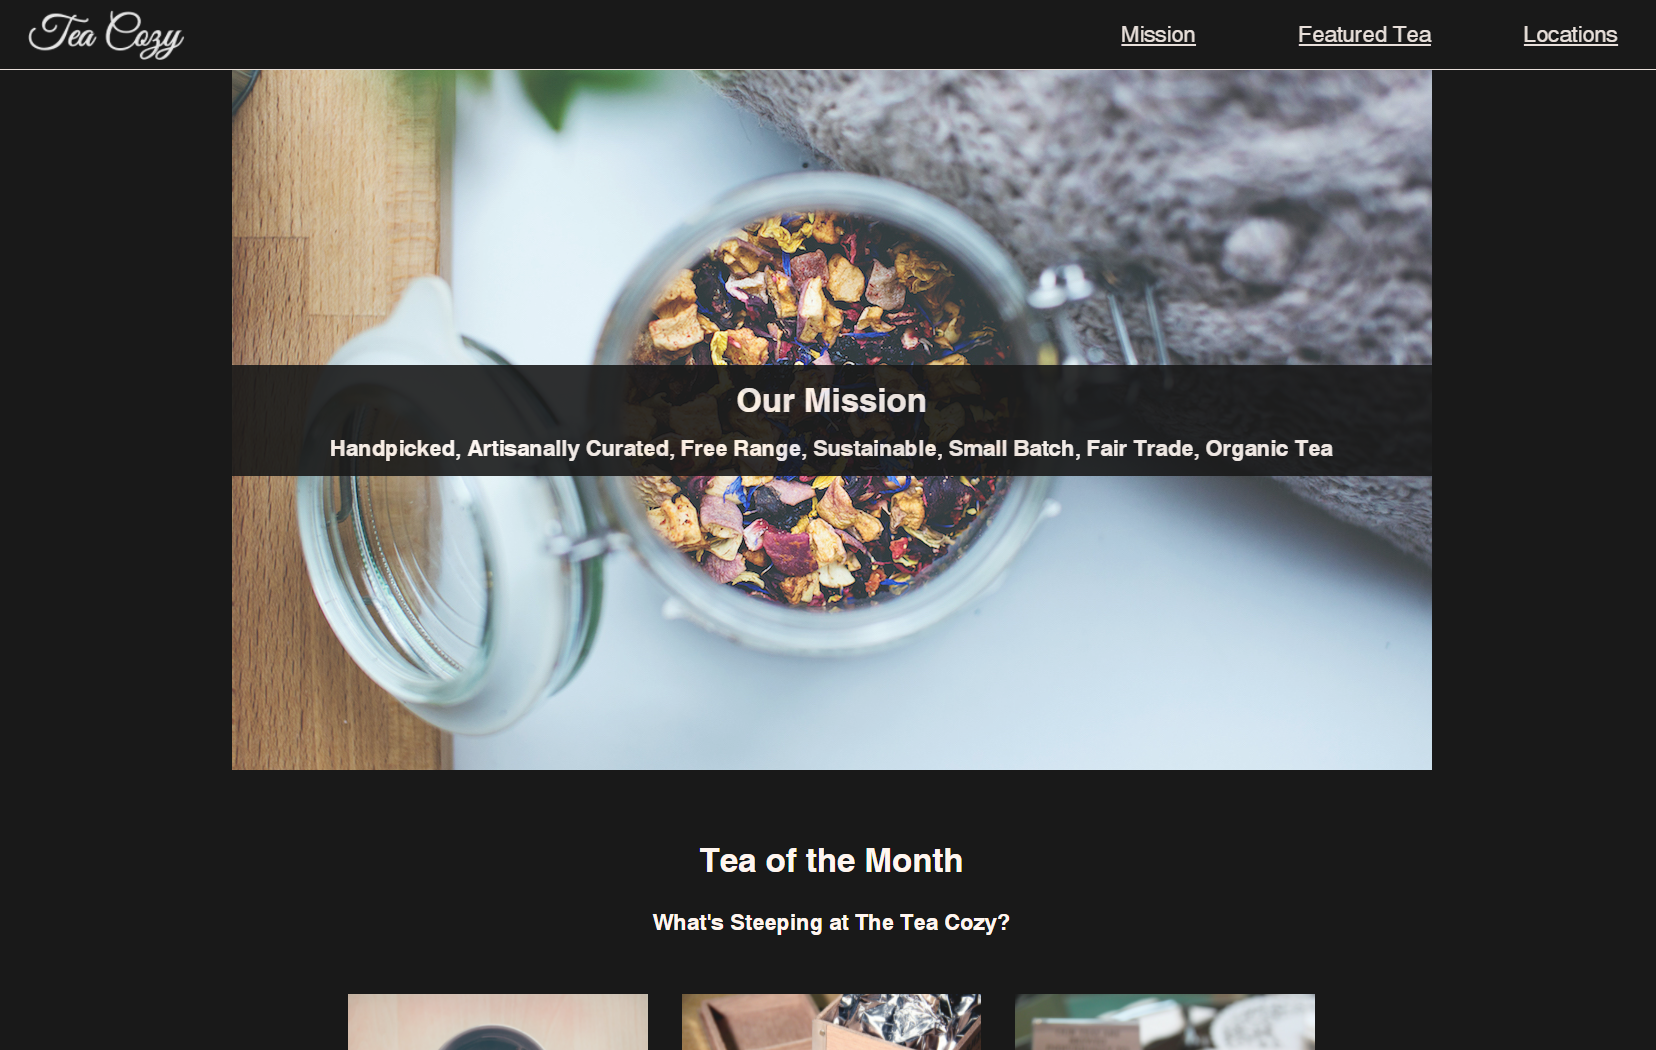 Tea Cozy
Mission
Featured Tea
Locations
Our Mission
Handpicked, Artisanally Curated, Free Range, Sustainable, Small Batch, Fair Trade, Organic Tea
Tea of the Month
What's Steeping at The Tea Cozy?